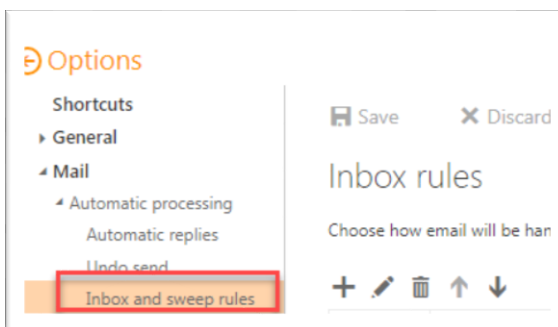 Options
Shortcuts
General
Mail
Automatic processing
Automatic replies
Undo send
Inbox and sweep rules
Save
Discard
Inbox rules
Choose how email will be han